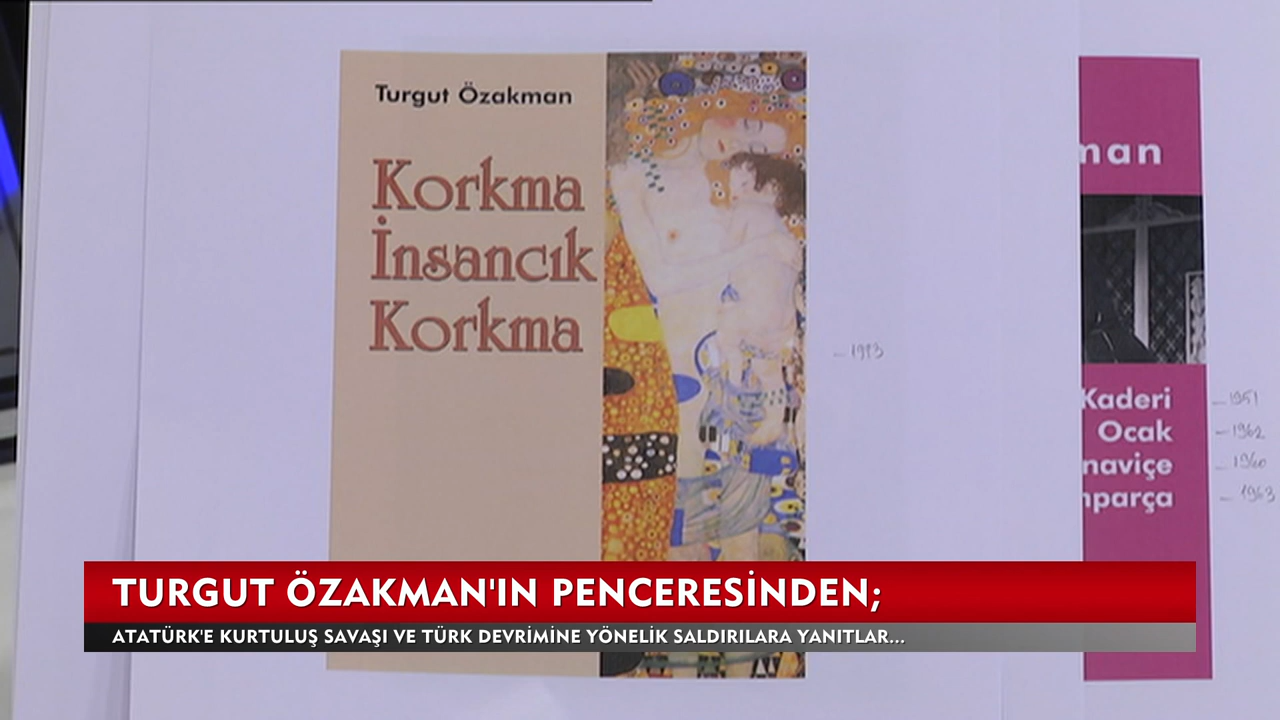 Turgut Özakman
Korkma
İnsancık
Korkma
man
Kaderi
Ocak
naviçe
nparça
1951
1962
1960
1963
TURGUT ÖZAKMAN'IN PENCERESİNDEN;
ATATÜRK'E KURTULUŞ SAVAŞI VE TÜRK DEVRİMİNE YÖNELİK SALDIRILARA YANITLAR...